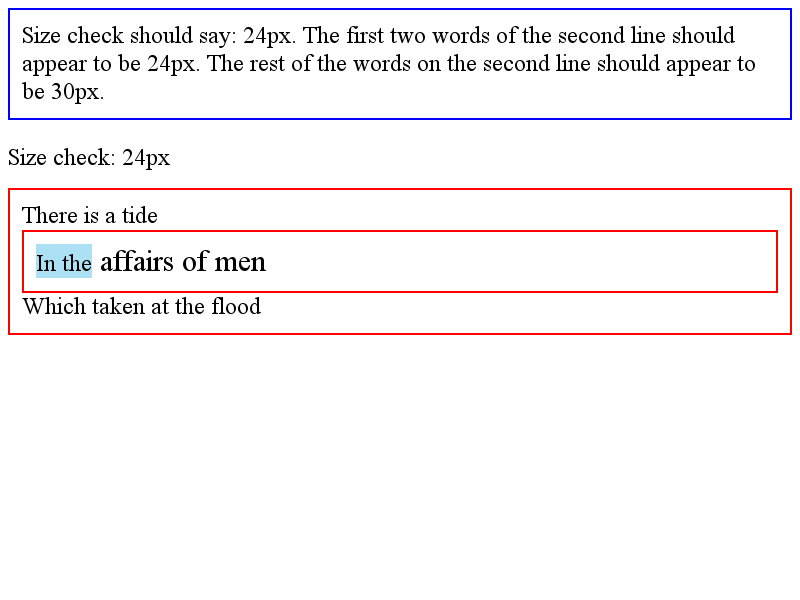 Size check should say: 24px. The first two words of the second line should
appear to be 24px. The rest of the words on the second line should appear to
be 30px.
Size check: 24px
There is a tide
In the affairs of men
Which taken at the flood